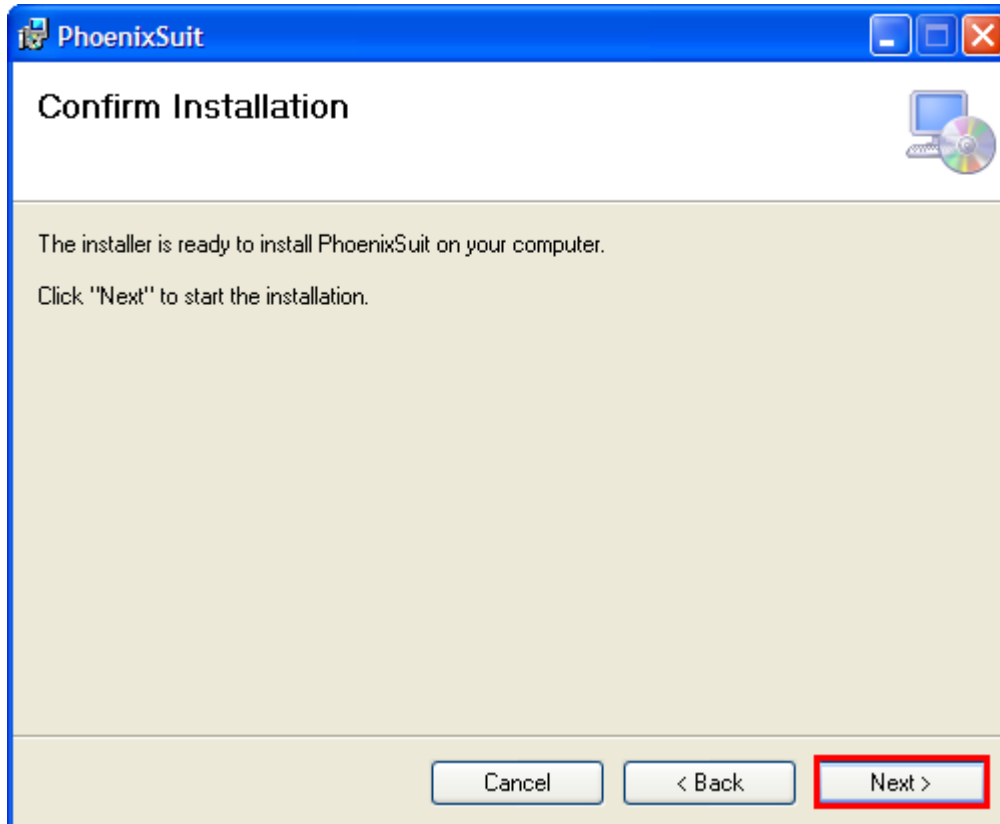 PhoenixSuit
Confirm Installation
The installer is ready to install PhoenixSuit on your computer.
Click "Next" to start the installation.
Cancel
< Back
Next >